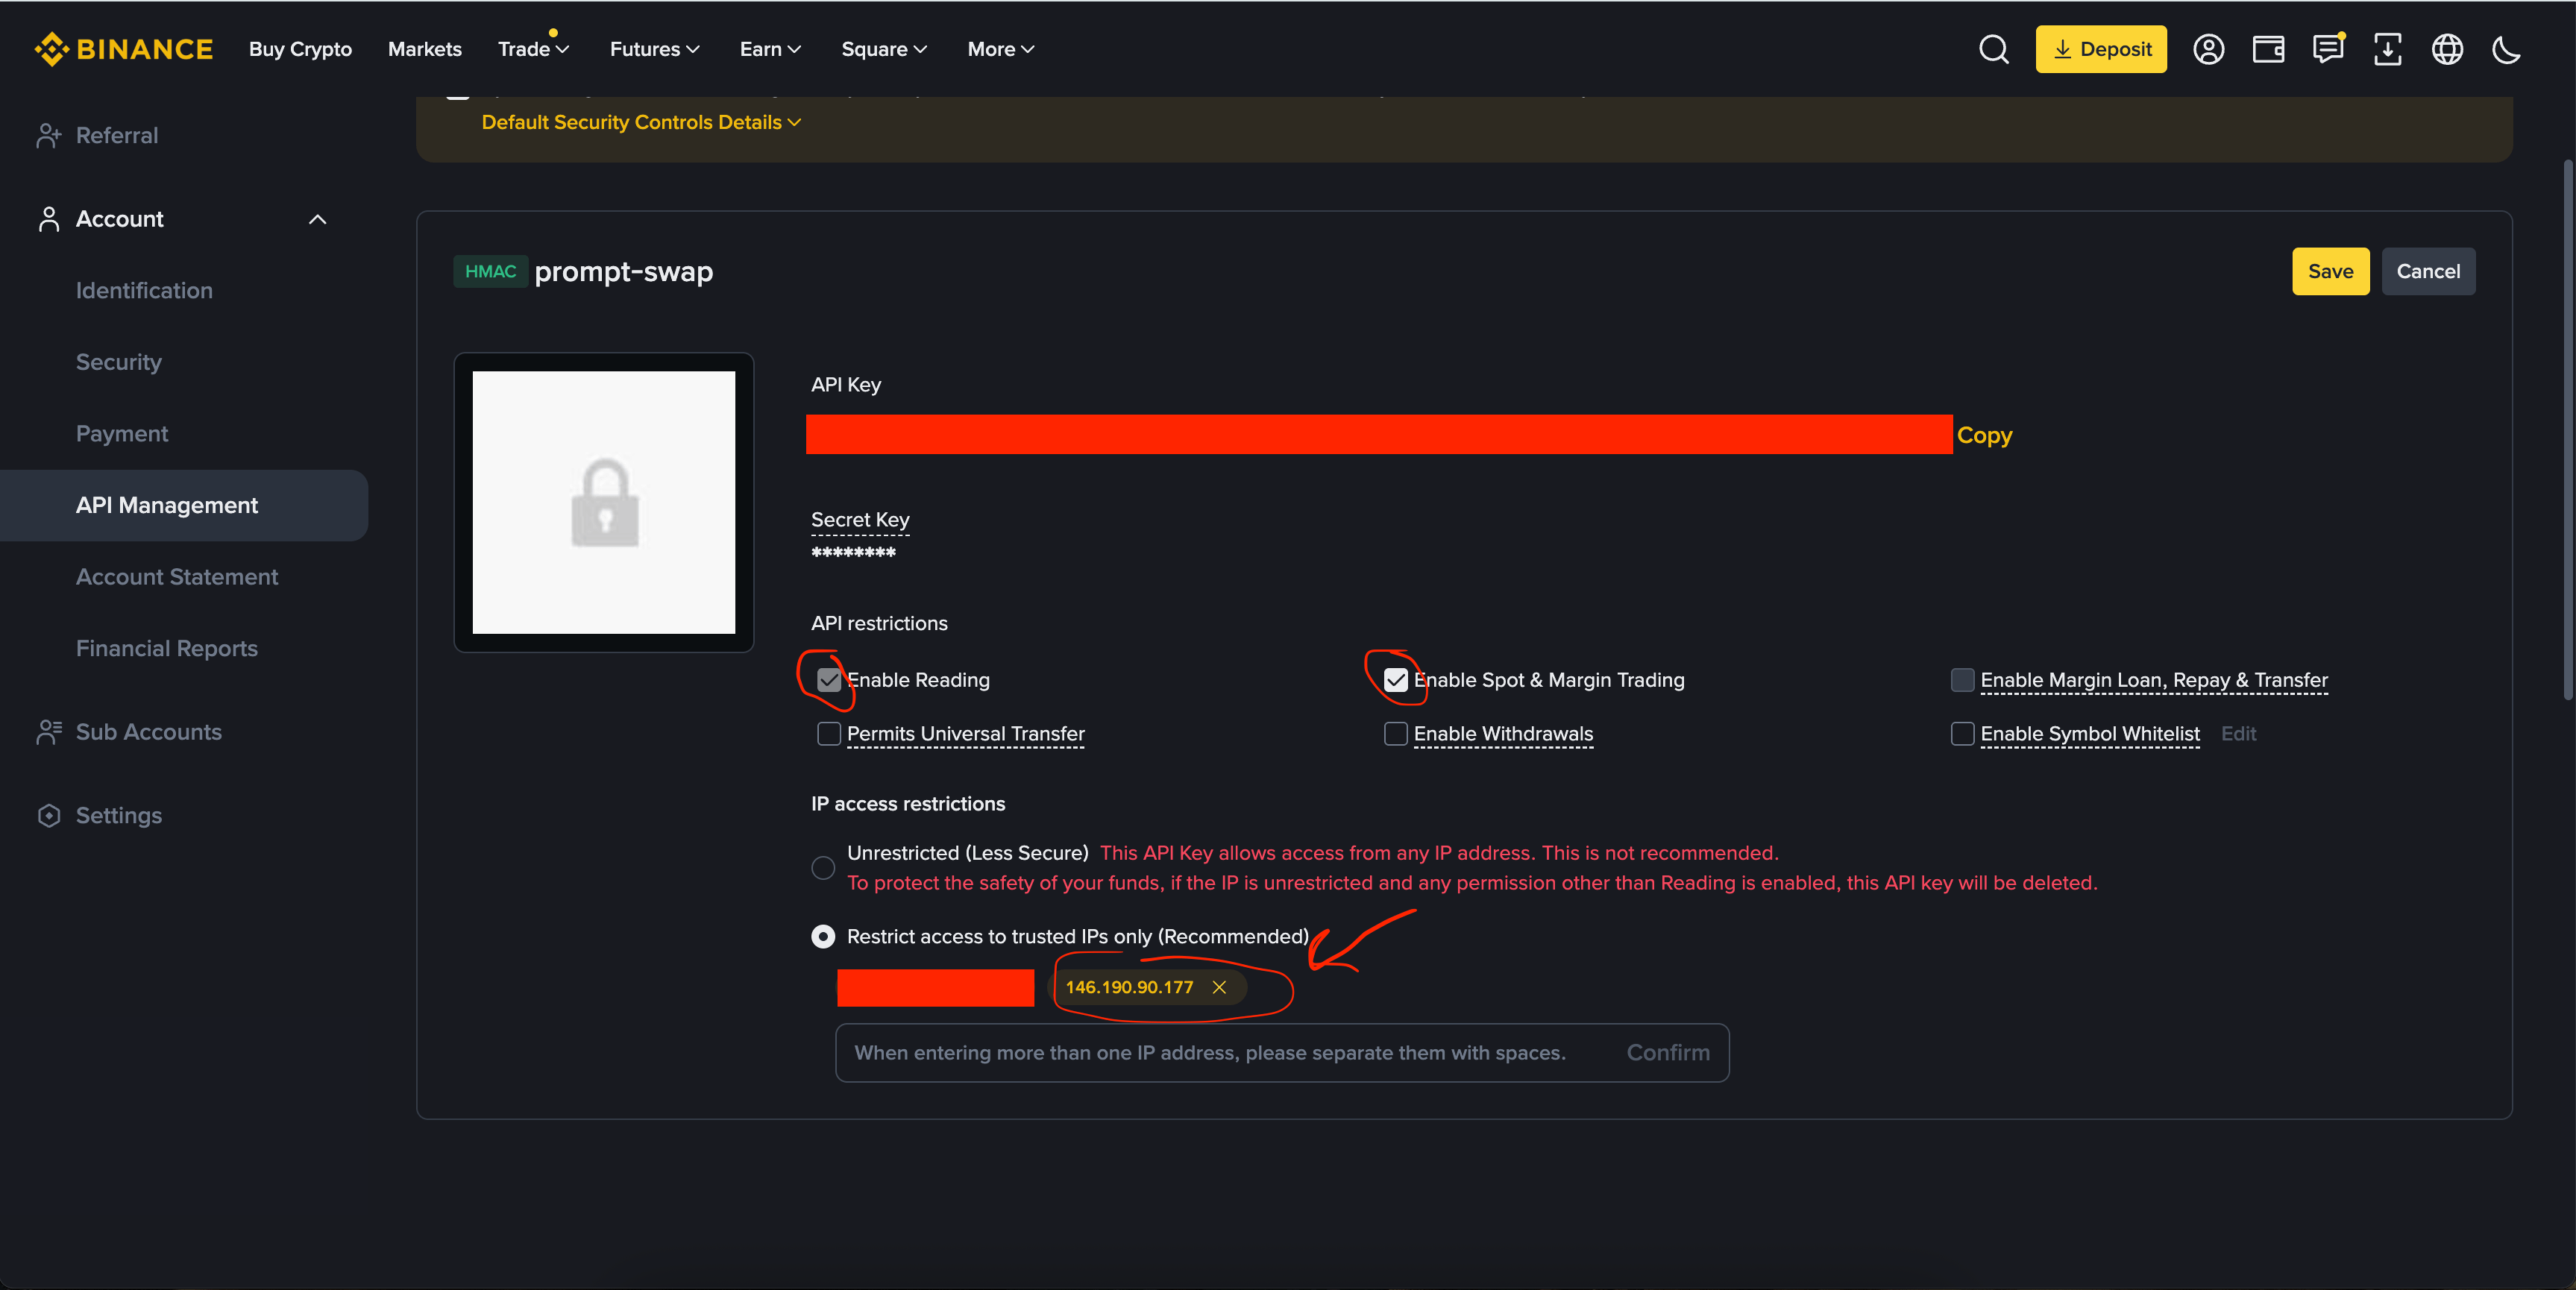 BINANCE Buy Crypto Markets Trade Futures Earn Square More Deposit
Default Security Controls Details
Referral
Account
Identification
Security
Payment
API Management
Account Statement
Financial Reports
Sub Accounts
Settings
HMAC prompt-swap
Save Cancel
API Key
Copy
Secret Key
********
API restrictions
Enable Reading Enable Spot & Margin Trading Enable Margin Loan, Repay & Transfer
Permits Universal Transfer Enable Withdrawals Enable Symbol Whitelist Edit
IP access restrictions
Unrestricted (Less Secure) This API Key allows access from any IP address. This is not recommended.
To protect the safety of your funds, if the IP is unrestricted and any permission other than Reading is enabled, this API key will be deleted.
Restrict access to trusted IPs only (Recommended)
146.190.90.177
When entering more than one IP address, please separate them with spaces. Confirm